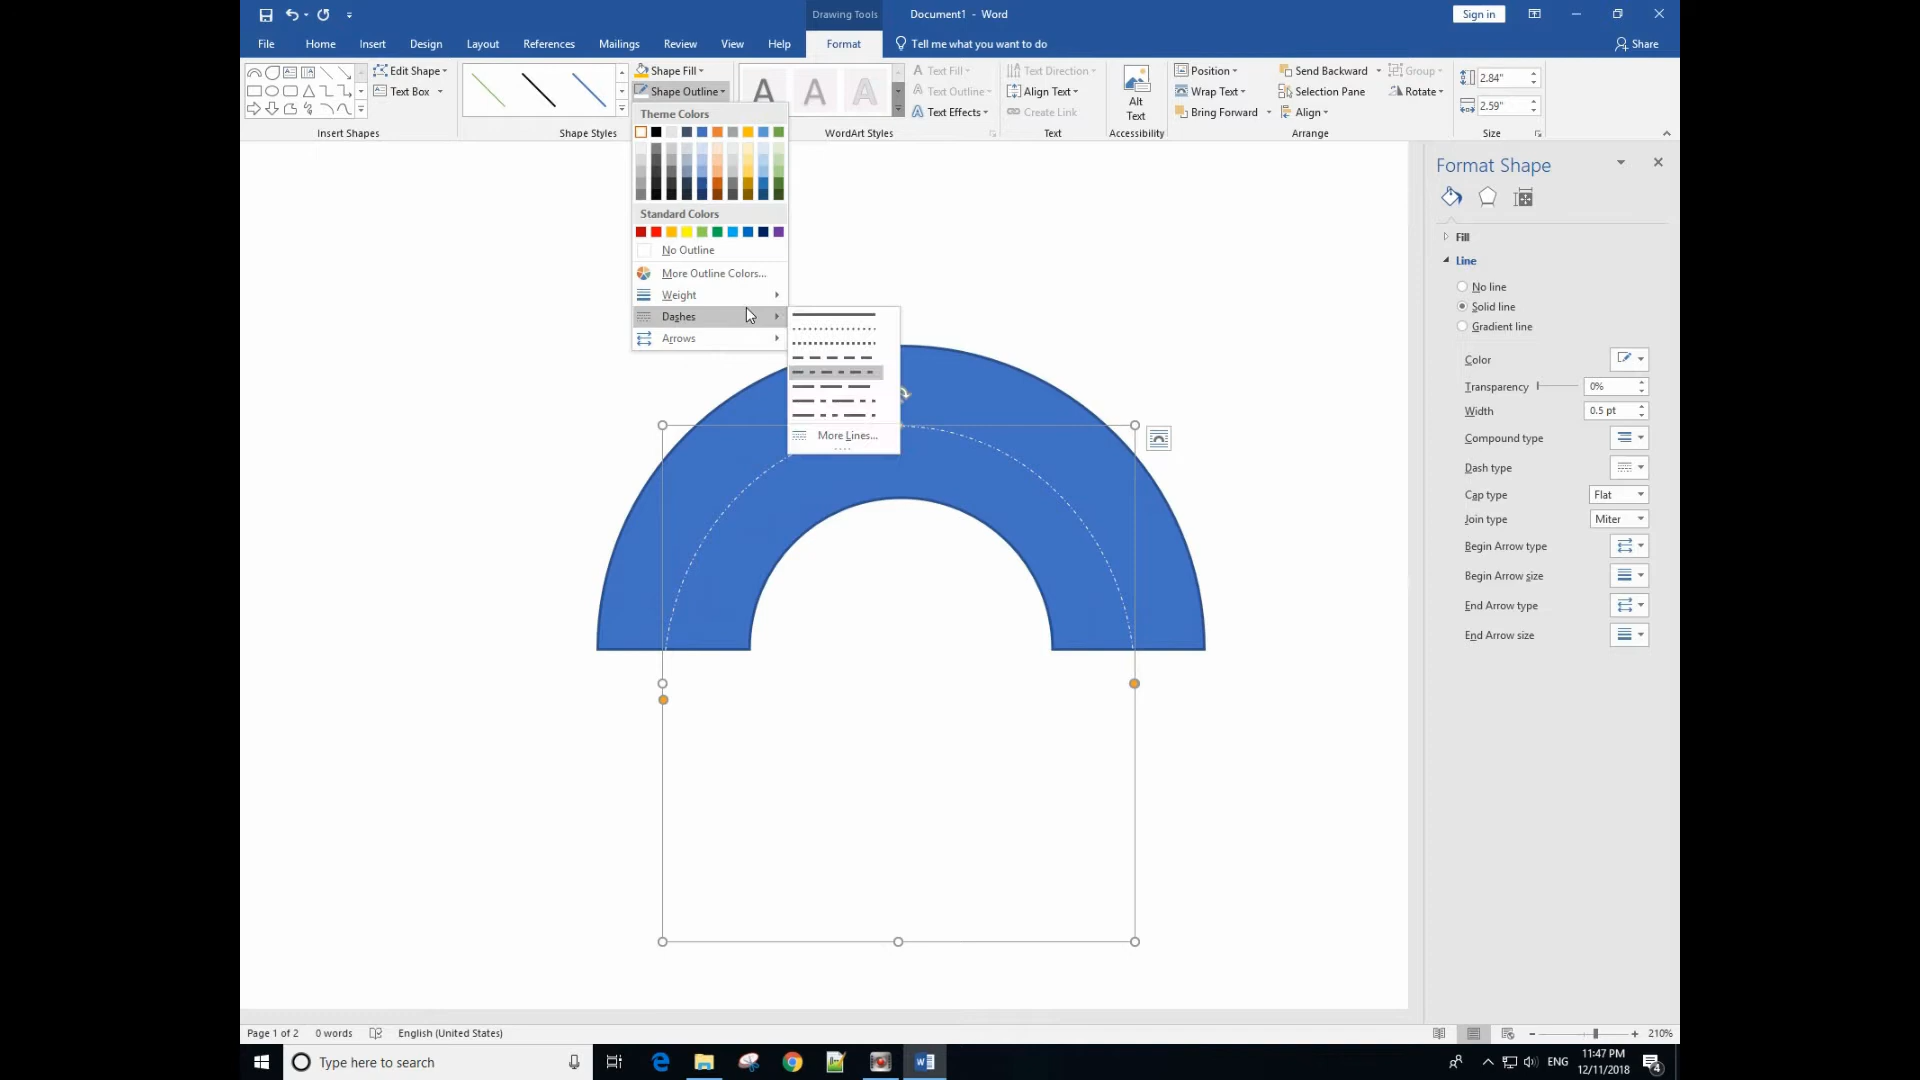 Drawing Tools
Document1 - Word
Sign in
File
Home
Insert
Design
Layout
References
Mailings
Review
View
Help
Format
Tell me what you want to do
Share
Edit Shape
Text Box
Insert Shapes
Shape Styles
Shape Fill
Shape Outline
A A A
WordArt Styles
Text Fill
Text Outline
Text Effects
Text Direction
Align Text
Create Link
Text
Alt
Text
Accessibility
Position
Wrap Text
Bring Forward
Send Backward
Selection Pane
Align
Group
Rotate
Arrange
2.84"
2.59"
Size
Theme Colors
Standard Colors
No Outline
More Outline Colors...
Weight
Dashes
Arrows
More Lines...
Format Shape
Fill
Line
No line
Solid line
Gradient line
Color
Transparency 0%
Width 0.5 pt
Compound type
Dash type
Cap type Flat
Join type Miter
Begin Arrow type
Begin Arrow size
End Arrow type
End Arrow size
Page 1 of 2
0 words
English (United States)
210%
Type here to search
ENG
11:47 PM
12/11/2018
4